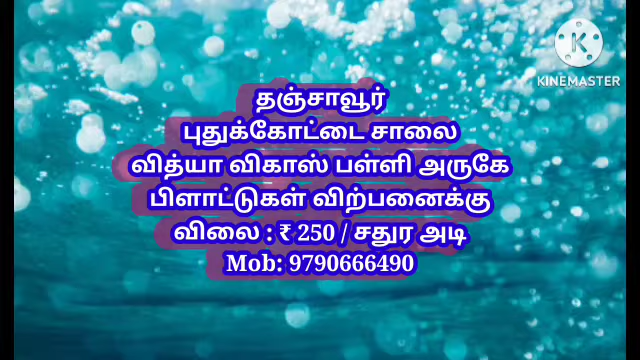 KINEMASTER
தஞ்சாவூர்
புதுக்கோட்டை சாலை
வித்யா விகாஸ் பள்ளி அருகே
பிளாட்டுகள் விற்பனைக்கு
விலை : ₹ 250 / சதுர அடி
Mob: 9790666490